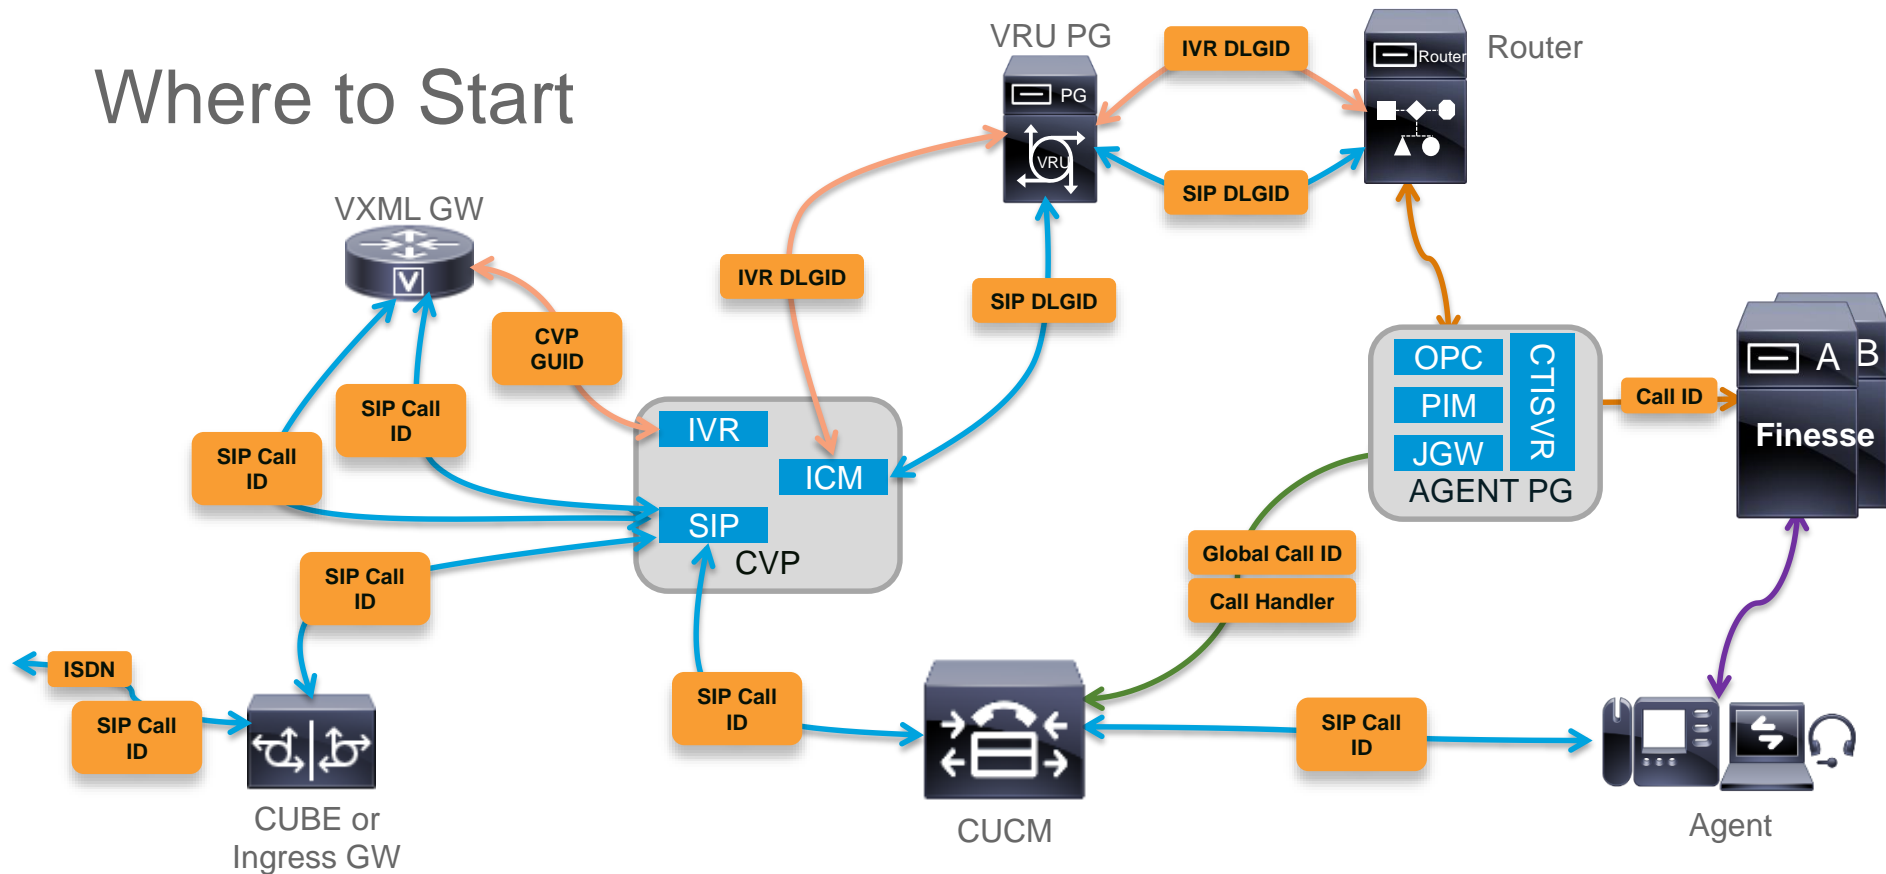 Where to Start
VRU PG
IVR DLGID
Router
Router
PG
VRU
SIP DLGID
VXML GW
V
IVR DLGID
SIP DLGID
CVP
GUID
SIP Call
ID
SIP Call
ID
IVR
ICM
SIP
CVP
OPC
PIM
JGW
CTISVR
AGENT PG
Call ID
A
B
Finesse
SIP Call
ID
Global Call ID
Call Handler
ISDN
SIP Call
ID
SIP Call
ID
SIP Call
ID
CUBE or
Ingress GW
CUCM
Agent